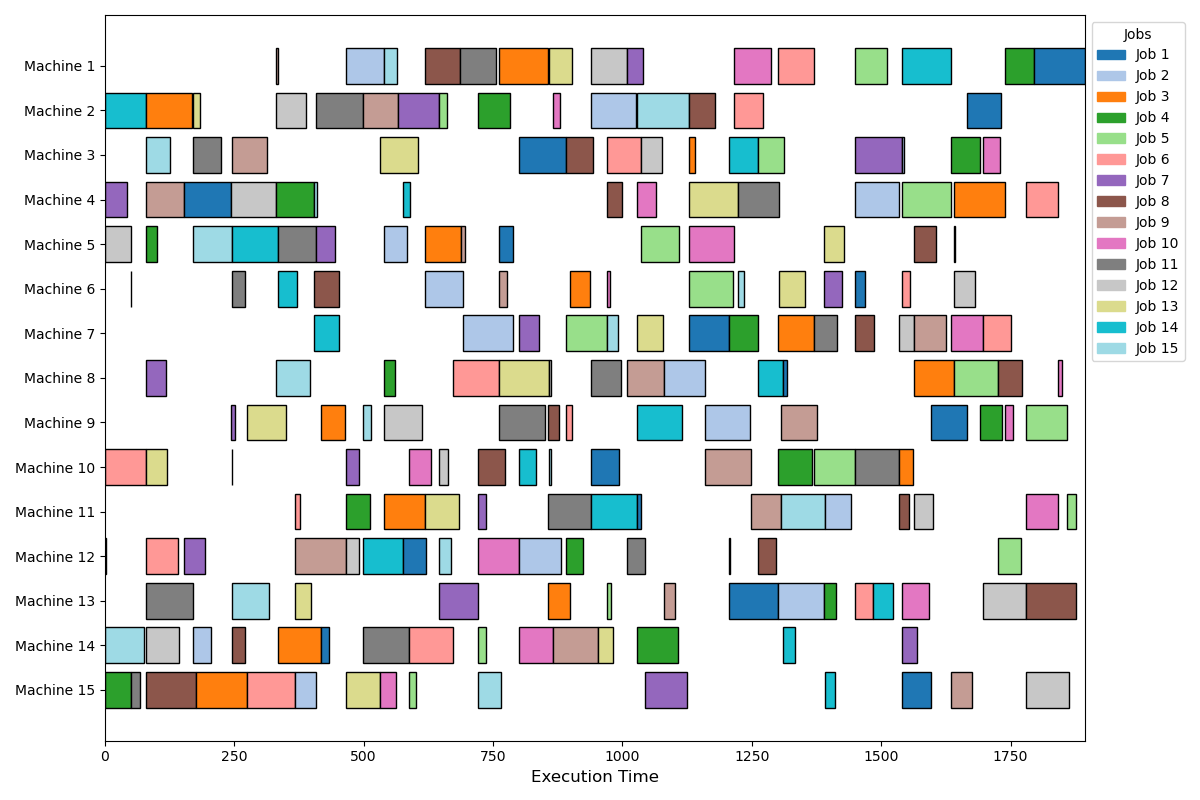 Machine 1
Machine 2
Machine 3
Machine 4
Machine 5
Machine 6
Machine 7
Machine 8
Machine 9
Machine 10
Machine 11
Machine 12
Machine 13
Machine 14
Machine 15
0 250 500 750 1000 1250 1500 1750
Execution Time
Jobs
Job 1
Job 2
Job 3
Job 4
Job 5
Job 6
Job 7
Job 8
Job 9
Job 10
Job 11
Job 12
Job 13
Job 14
Job 15